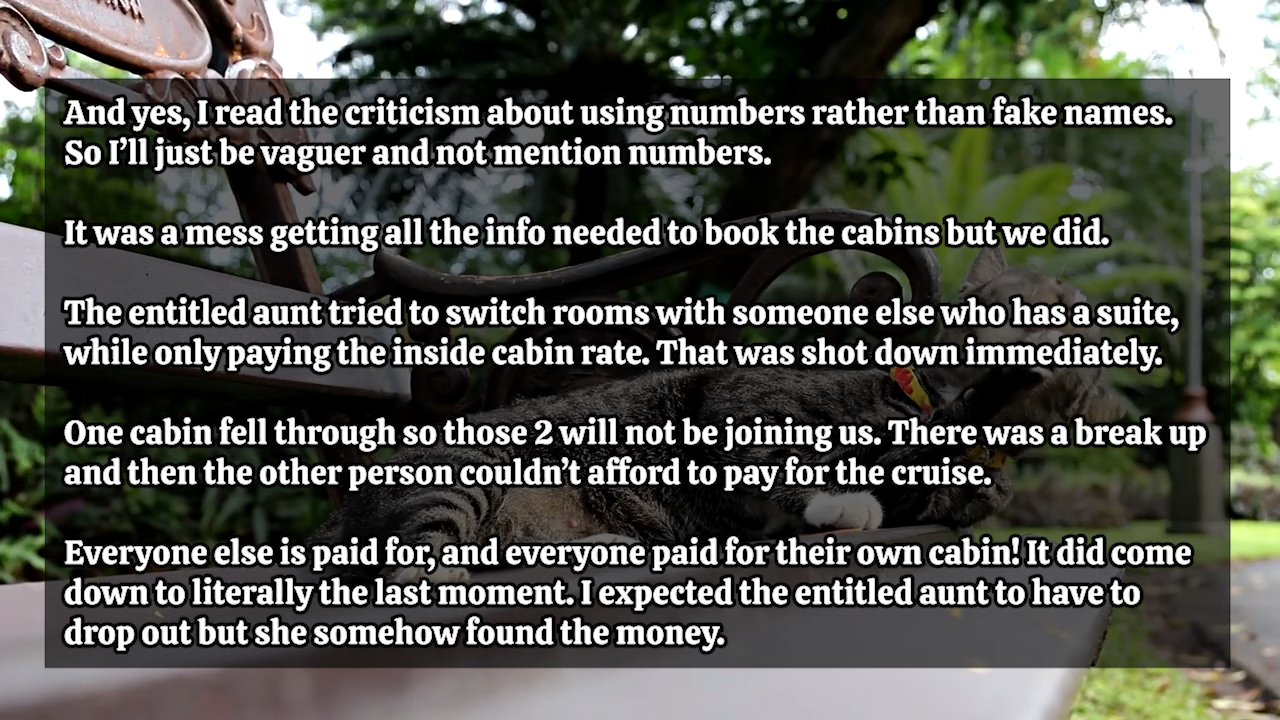 And yes, I read the criticism about using numbers rather than fake names.
So I'll just be vaguer and not mention numbers.
It was a mess getting all the info needed to book the cabins but we did.
The entitled aunt tried to switch rooms with someone else who has a suite,
while only paying the inside cabin rate. That was shot down immediately.
One cabin fell through so those 2 will not be joining us. There was a break up
and then the other person couldn't afford to pay for the cruise.
Everyone else is paid for, and everyone paid for their own cabin! It did come
down to literally the last moment. I expected the entitled aunt to have to
drop out but she somehow found the money.